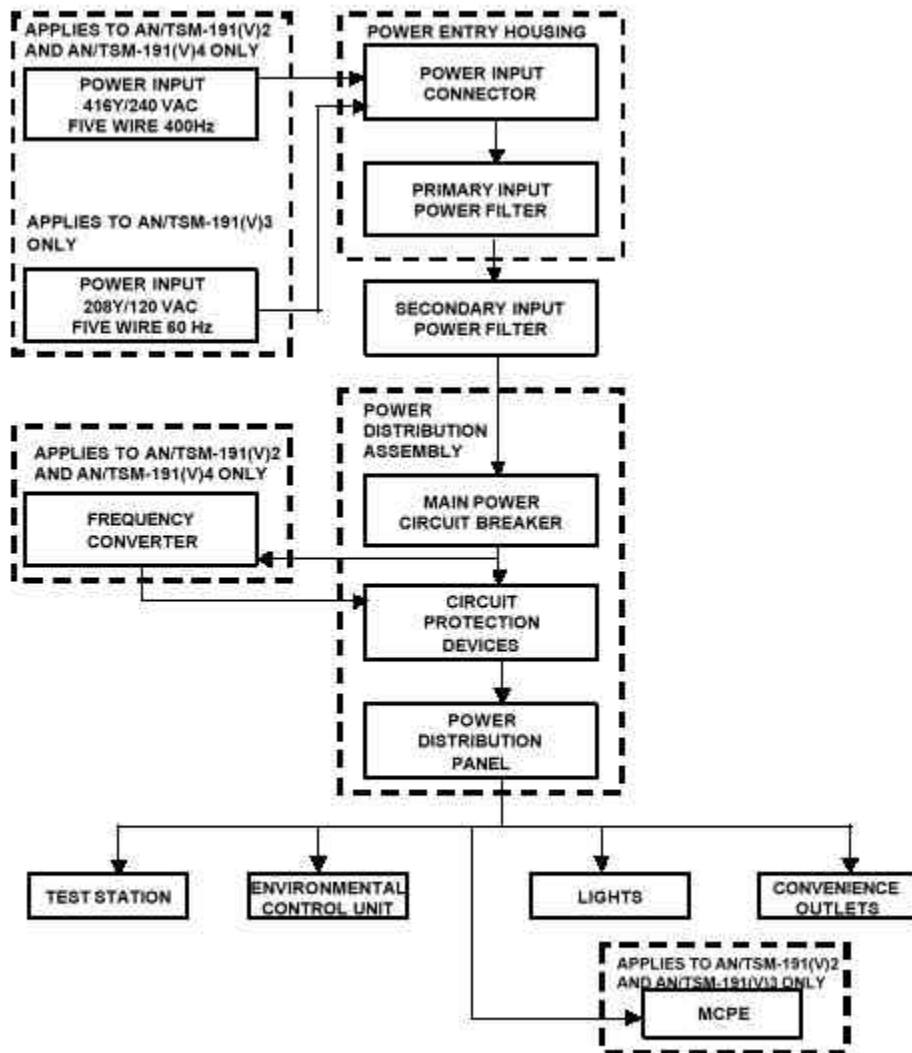 APPLIES TO AN/TSM-191(V)2
AND AN/TSM-191(V)4 ONLY
POWER INPUT
416Y/240 VAC
FIVE WIRE 400Hz
APPLIES TO AN/TSM-191(V)3
ONLY
POWER INPUT
208Y/120 VAC
FIVE WIRE 60 Hz
POWER ENTRY HOUSING
POWER INPUT
CONNECTOR
PRIMARY INPUT
POWER FILTER
SECONDARY INPUT
POWER FILTER
POWER
DISTRIBUTION
ASSEMBLY
MAIN POWER
CIRCUIT BREAKER
APPLIES TO AN/TSM-191(V)2
AND AN/TSM-191(V)4 ONLY
FREQUENCY
CONVERTER
CIRCUIT
PROTECTION
DEVICES
POWER
DISTRIBUTION
PANEL
TEST STATION
ENVIRONMENTAL
CONTROL UNIT
LIGHTS
CONVENIENCE
OUTLETS
APPLIES TO AN/TSM-191(V)2
AND AN/TSM-191(V)3 ONLY
MCPE